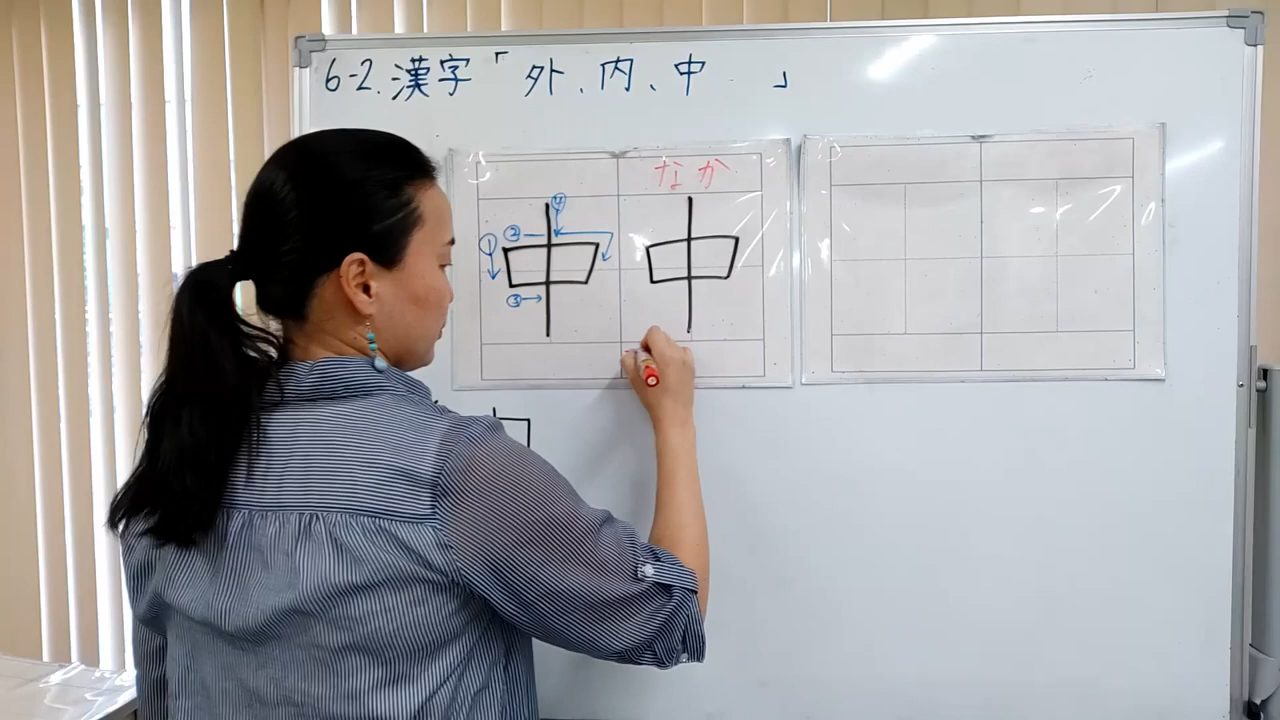 6-2. 漢字「外、内、中　」
なか
④
② ①
中 中
③